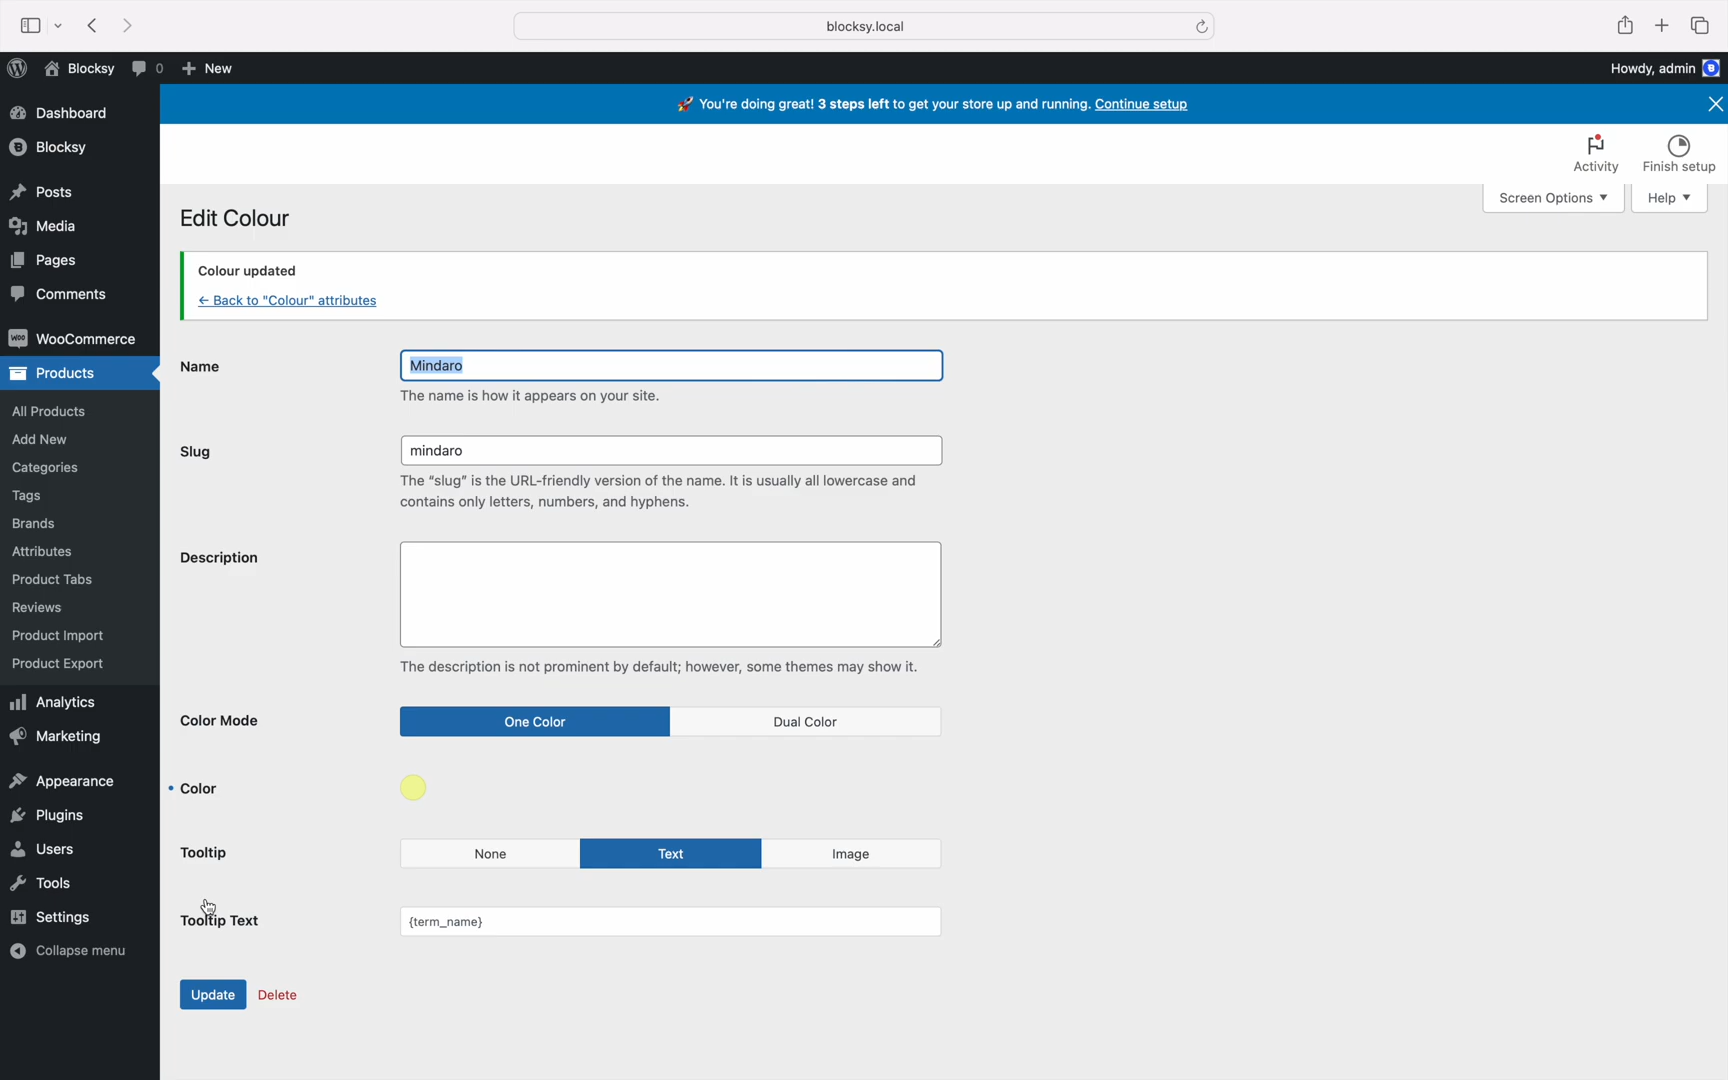 blocksy.local
Blocksy 0 New Howdy, admin
🚀 You're doing great! 3 steps left to get your store up and running. Continue setup
Activity Finish setup
Screen Options ▼ Help ▼
Dashboard
Blocksy
Posts
Media
Pages
Comments
WooCommerce
Products
All Products
Add New
Categories
Tags
Brands
Attributes
Product Tabs
Reviews
Product Import
Product Export
Analytics
Marketing
Appearance
Plugins
Users
Tools
Settings
Collapse menu
Edit Colour
Colour updated
← Back to "Colour" attributes
Name Mindaro
The name is how it appears on your site.
Slug mindaro
The “slug” is the URL-friendly version of the name. It is usually all lowercase and
contains only letters, numbers, and hyphens.
Description
The description is not prominent by default; however, some themes may show it.
Color Mode One Color Dual Color
Color
Tooltip None Text Image
Tooltip Text {term_name}
Update Delete